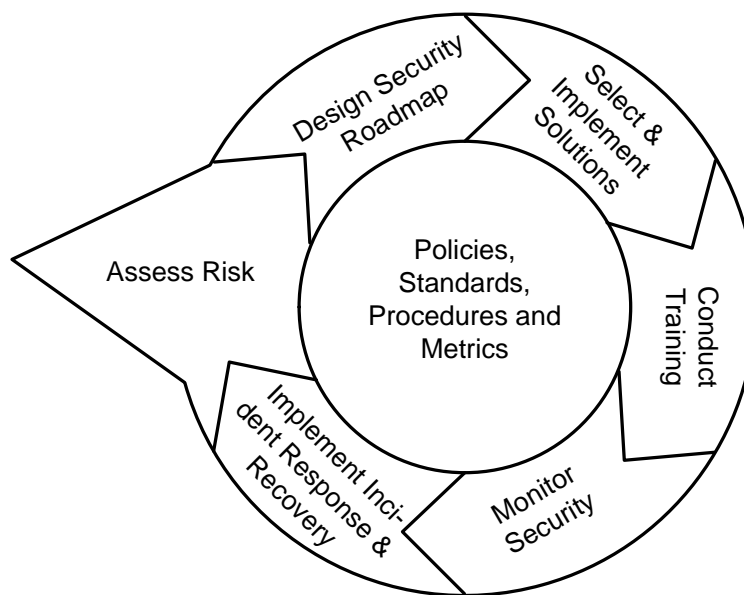 Design Security
Roadmap
Select &
Implement
Solutions
Assess Risk
Policies,
Standards,
Procedures and
Metrics
Conduct
Training
Monitor
Security
Implement Inci-
dent Response &
Recovery